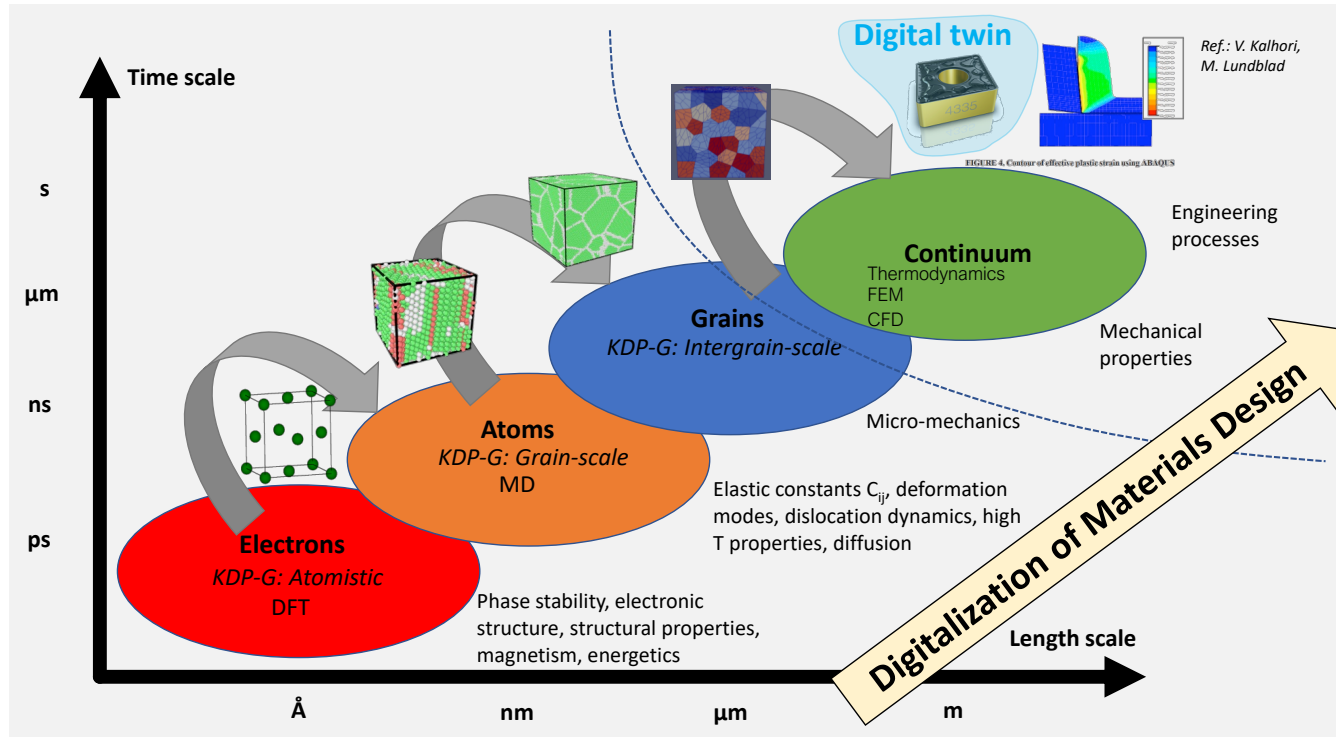 Time scale
Digital twin
4335
Ref.: V. Kalhori,
M. Lundblad
FIGURE 4. Contour of effective plastic strain using ABAQUS
s
µm
ns
ps
Continuum
Thermodynamics
FEM
CFD
Engineering
processes
Grains
KDP-G: Intergrain-scale
Mechanical
properties
Atoms
KDP-G: Grain-scale
MD
Micro-mechanics
Electrons
KDP-G: Atomistic
DFT
Elastic constants Cij, deformation
modes, dislocation dynamics, high
T properties, diffusion
Phase stability, electronic
structure, structural properties,
magnetism, energetics
Digitalization of Materials Design
Length scale
Å
nm
µm
m